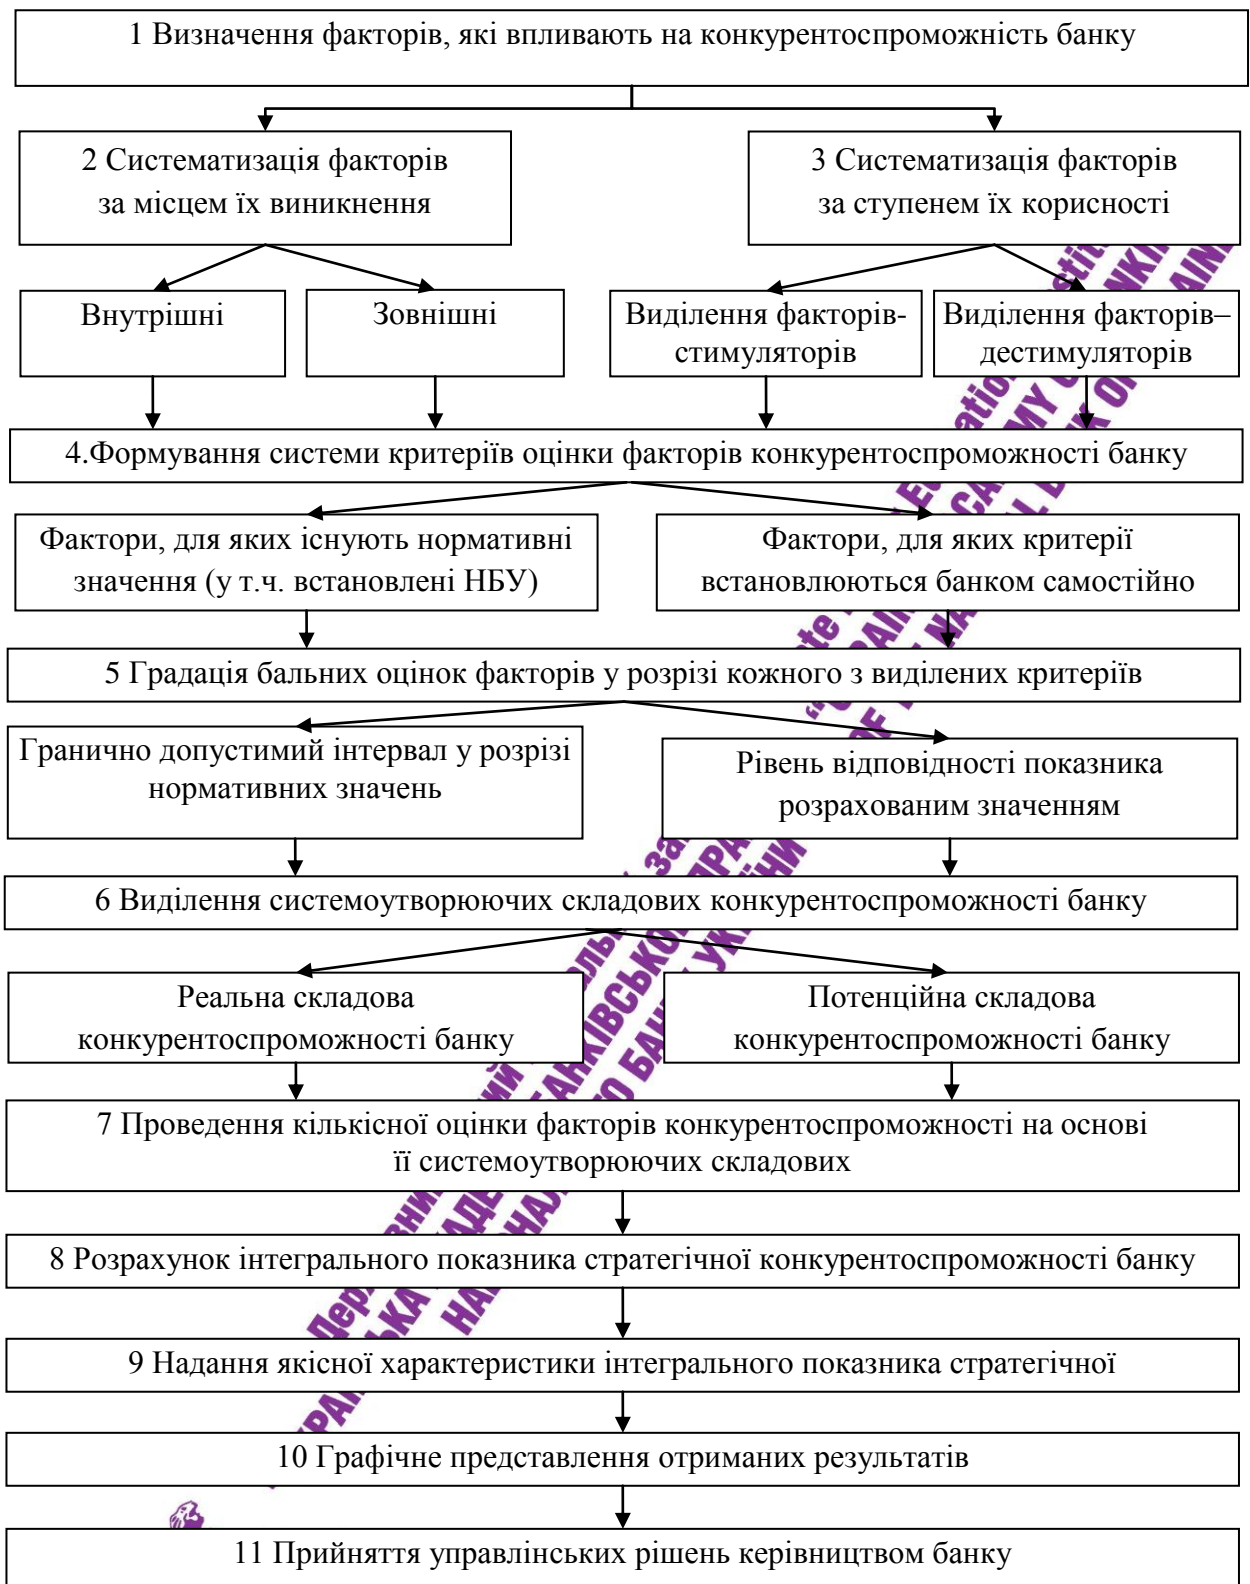 1 Визначення факторів, які впливають на конкурентоспроможність банку
2 Систематизація факторів
за місцем їх виникнення
3 Систематизація факторів
за ступенем їх корисності
Внутрішні
Зовнішні
Виділення факторів-
стимуляторів
Виділення факторів–
дестимуляторів
4.Формування системи критеріїв оцінки факторів конкурентоспроможності банку
Фактори, для яких існують нормативні
значення (у т.ч. встановлені НБУ)
Фактори, для яких критерії
встановлюються банком самостійно
5 Градація бальних оцінок факторів у розрізі кожного з виділених критеріїв
Гранично допустимий інтервал у розрізі
нормативних значень
Рівень відповідності показника
розрахованим значенням
6 Виділення системоутворюючих складових конкурентоспроможності банку
Реальна складова
конкурентоспроможності банку
Потенційна складова
конкурентоспроможності банку
7 Проведення кількісної оцінки факторів конкурентоспроможності на основі
її системоутворюючих складових
8 Розрахунок інтегрального показника стратегічної конкурентоспроможності банку
9 Надання якісної характеристики інтегрального показника стратегічної
10 Графічне представлення отриманих результатів
11 Прийняття управлінських рішень керівництвом банку